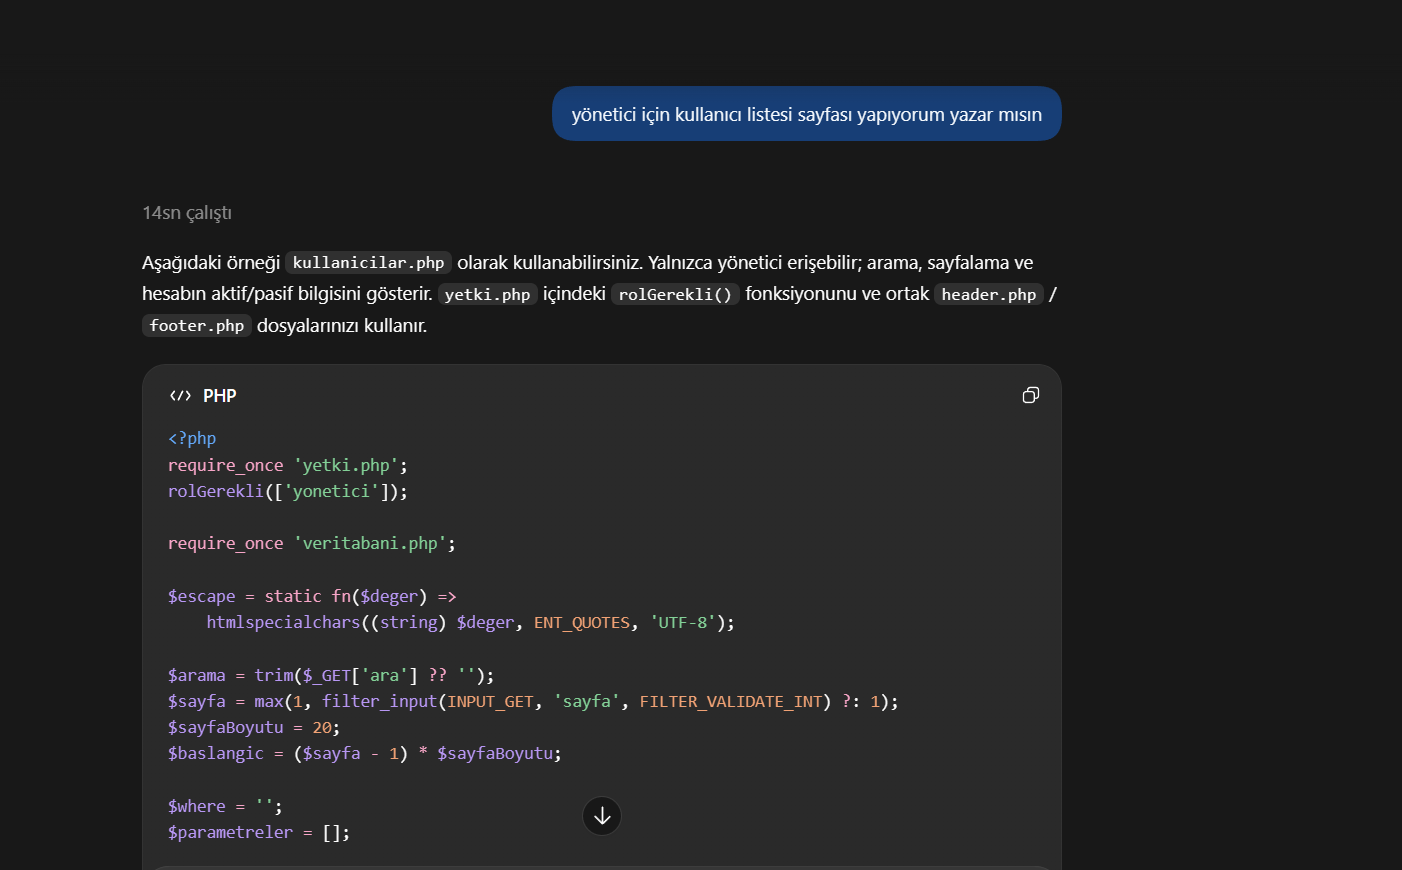 yönetici için kullanıcı listesi sayfası yapıyorum yazar mısın
14sn çalıştı
Aşağıdaki örneği kullanicilar.php olarak kullanabilirsiniz. Yalnızca yönetici erişebilir; arama, sayfalama ve
hesabın aktif/pasif bilgisini gösterir. yetki.php içindeki rolGerekli() fonksiyonunu ve ortak header.php /
footer.php dosyalarınızı kullanır.
</> PHP
<?php
require_once 'yetki.php';
rolGerekli(['yonetici']);
require_once 'veritabani.php';
$escape = static fn($deger) =>
    htmlspecialchars((string) $deger, ENT_QUOTES, 'UTF-8');
$arama = trim($_GET['ara'] ?? '');
$sayfa = max(1, filter_input(INPUT_GET, 'sayfa', FILTER_VALIDATE_INT) ?: 1);
$sayfaBoyutu = 20;
$baslangic = ($sayfa - 1) * $sayfaBoyutu;
$where = '';
$parametreler = [];